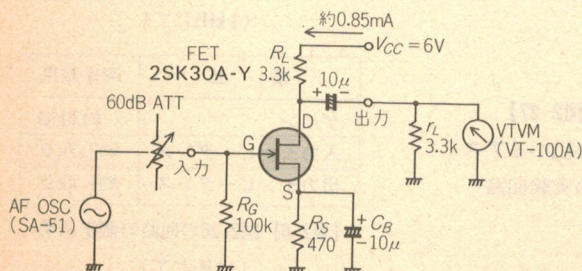 約0.85mA
FET
2SK30A-Y
R_L
3.3k
V_CC=6V
10μ
+
60dB ATT
D
出力
G
入力
r_L
3.3k
VTVM
(VT-100A)
S
AF OSC
(SA-51)
R_G
100k
R_S
470
+
C_B
10μ